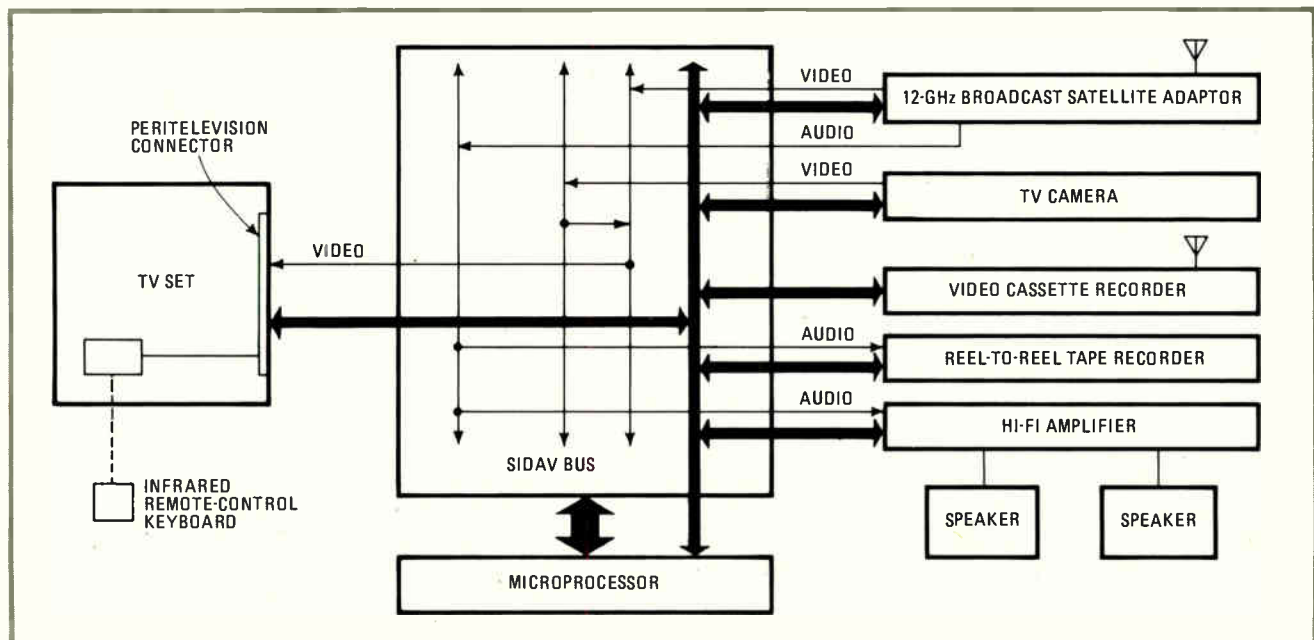 PERITELEVISION
CONNECTOR
TV SET
INFRARED
REMOTE-CONTROL
KEYBOARD
VIDEO
SIDAV BUS
MICROPROCESSOR
VIDEO
12-GHz BROADCAST SATELLITE ADAPTOR
AUDIO
VIDEO
TV CAMERA
VIDEO CASSETTE RECORDER
AUDIO
REEL-TO-REEL TAPE RECORDER
AUDIO
HI-FI AMPLIFIER
SPEAKER
SPEAKER